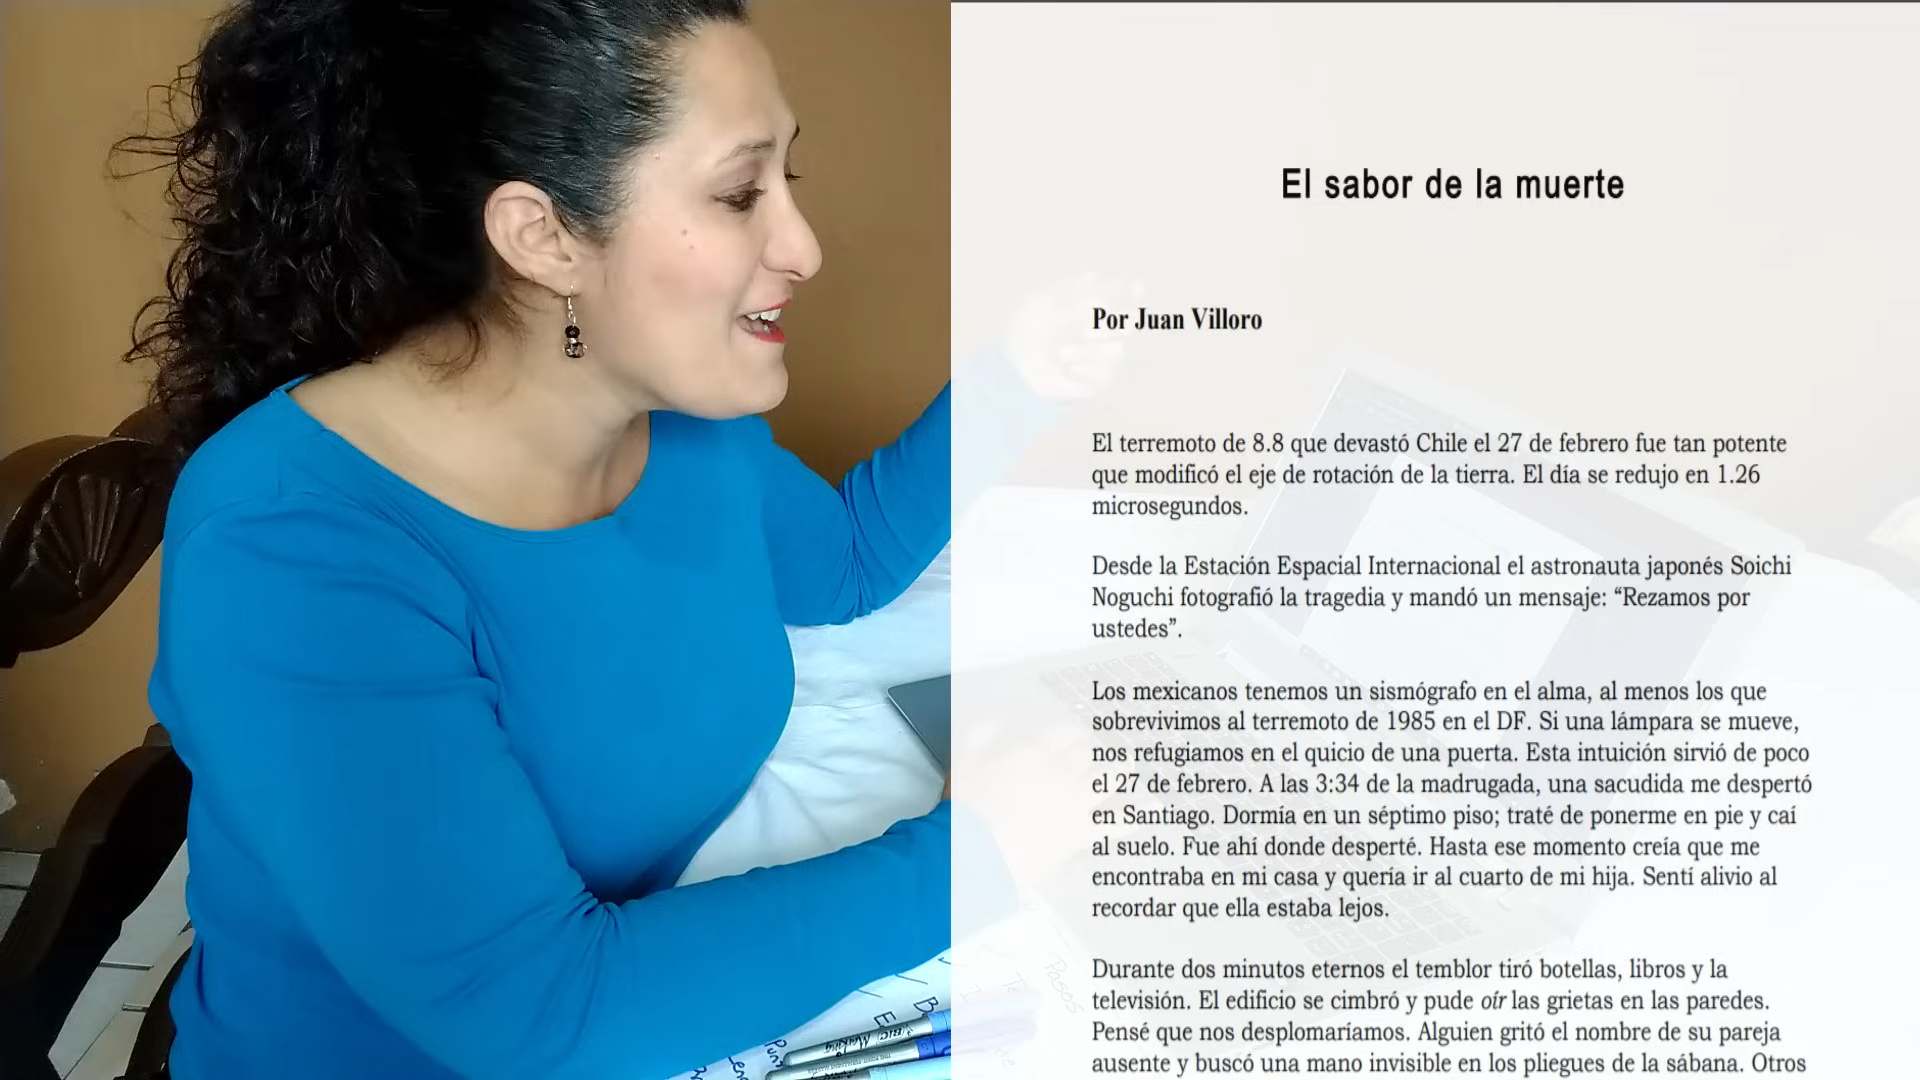 El sabor de la muerte
Por Juan Villoro
El terremoto de 8.8 que devastó Chile el 27 de febrero fue tan potente
que modificó el eje de rotación de la tierra. El día se redujo en 1.26
microsegundos.
Desde la Estación Espacial Internacional el astronauta japonés Soichi
Noguchi fotografió la tragedia y mandó un mensaje: “Rezamos por
ustedes”.
Los mexicanos tenemos un sismógrafo en el alma, al menos los que
sobrevivimos al terremoto de 1985 en el DF. Si una lámpara se mueve,
nos refugiamos en el quicio de una puerta. Esta intuición sirvió de poco
el 27 de febrero. A las 3:34 de la madrugada, una sacudida me despertó
en Santiago. Dormía en un séptimo piso; traté de ponerme en pie y caí
al suelo. Fue ahí donde desperté. Hasta ese momento creía que me
encontraba en mi casa y quería ir al cuarto de mi hija. Sentí alivio al
recordar que ella estaba lejos.
Durante dos minutos eternos el temblor tiró botellas, libros y la
televisión. El edificio se cimbró y pude oír las grietas en las paredes.
Pensé que nos desplomaríamos. Alguien gritó el nombre de su pareja
ausente y buscó una mano invisible en los pliegues de la sábana. Otros
Pasos
BIC Marking